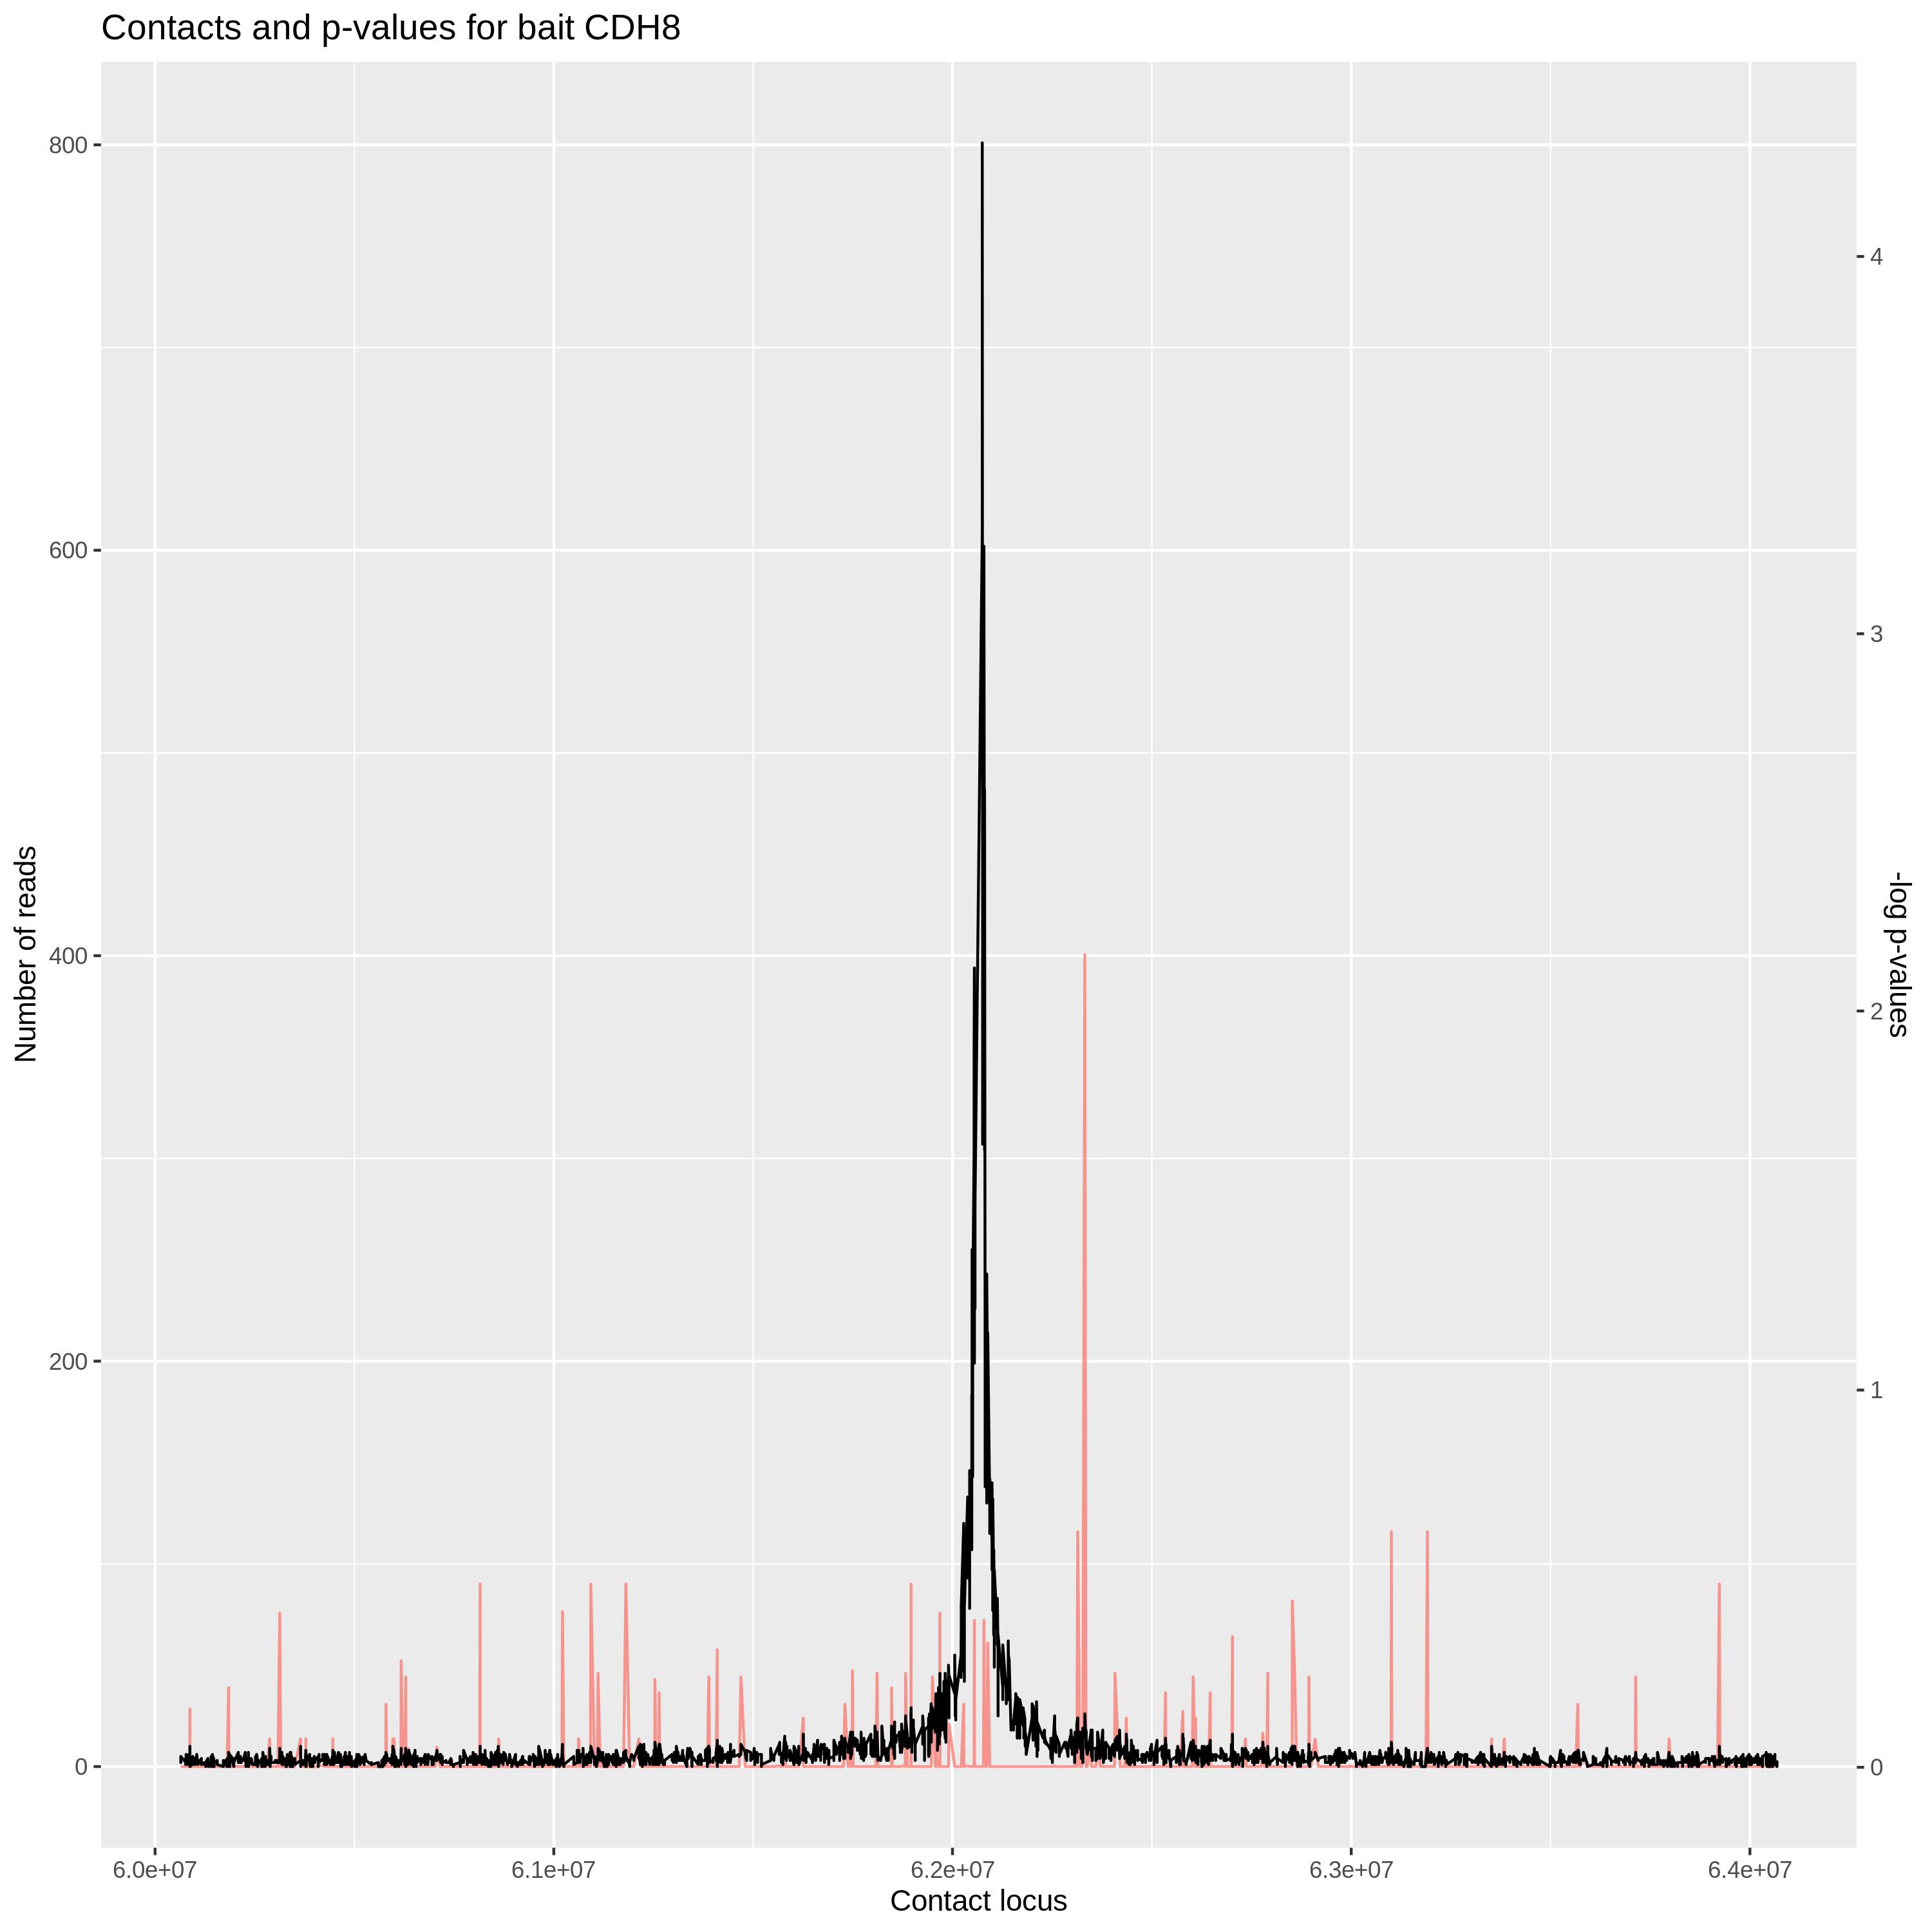 Contacts and p-values for bait CDH8
800
600
400
200
0
4
3
2
1
0
Number of reads
-log p-values
6.0e+07 6.1e+07 6.2e+07 6.3e+07 6.4e+07
Contact locus